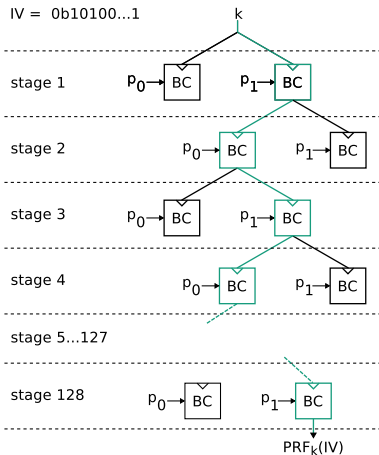 IV = 0b10100...1 k
stage 1 p0 BC p1 BC
stage 2 p0 BC p1 BC
stage 3 p0 BC p1 BC
stage 4 p0 BC p1 BC
stage 5...127
stage 128 p0 BC p1 BC
PRFk(IV)